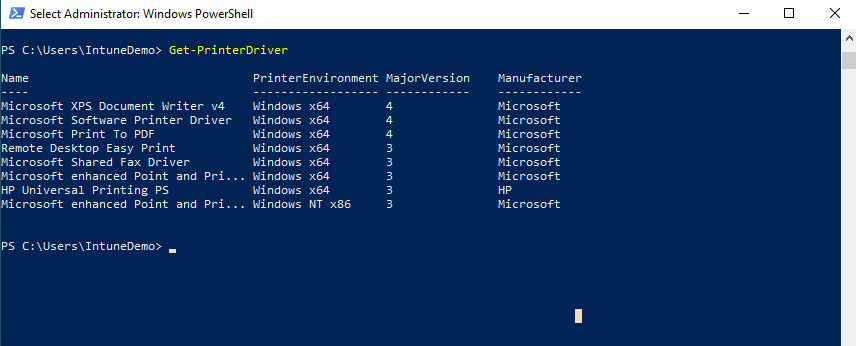 Select Administrator: Windows PowerShell
PS C:\Users\IntuneDemo> Get-PrinterDriver
Name PrinterEnvironment MajorVersion Manufacturer
---- ------------------ ------------ ------------
Microsoft XPS Document Writer v4 Windows x64 4 Microsoft
Microsoft Software Printer Driver Windows x64 4 Microsoft
Microsoft Print To PDF Windows x64 4 Microsoft
Remote Desktop Easy Print Windows x64 3 Microsoft
Microsoft Shared Fax Driver Windows x64 3 Microsoft
Microsoft enhanced Point and Pri... Windows x64 3 Microsoft
HP Universal Printing PS Windows x64 3 HP
Microsoft enhanced Point and Pri... Windows NT x86 3 Microsoft
PS C:\Users\IntuneDemo>